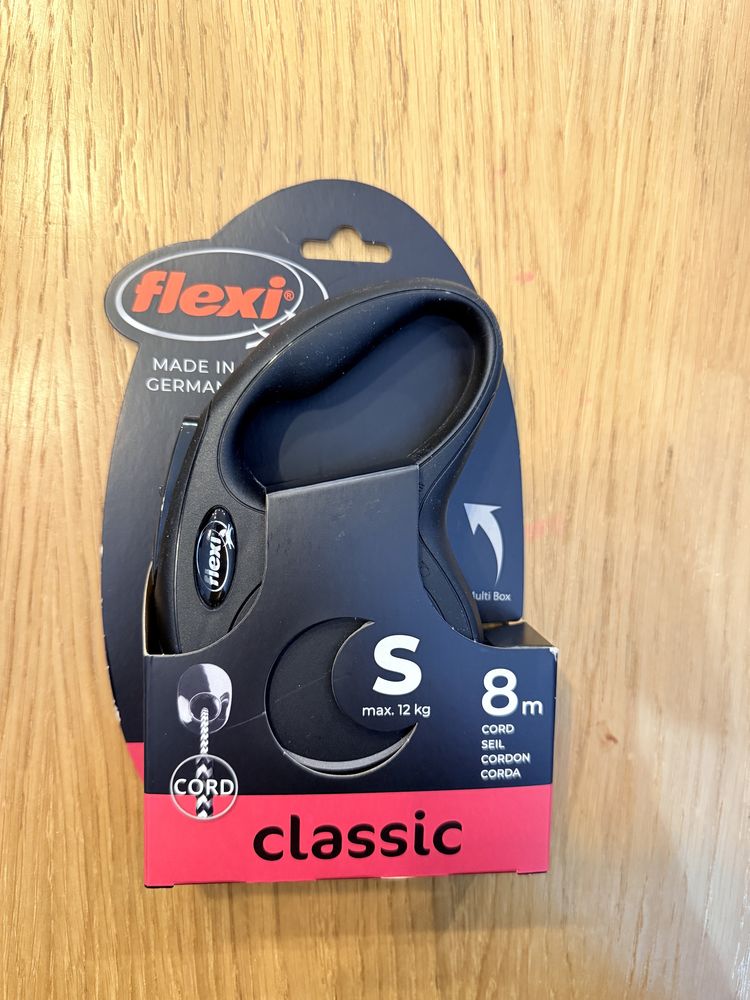 flexi®
MADE IN
GERMAN
flexi
Multi Box
S
max. 12 kg
8m
CORD
SEIL
CORDON
CORDA
CORD
classic